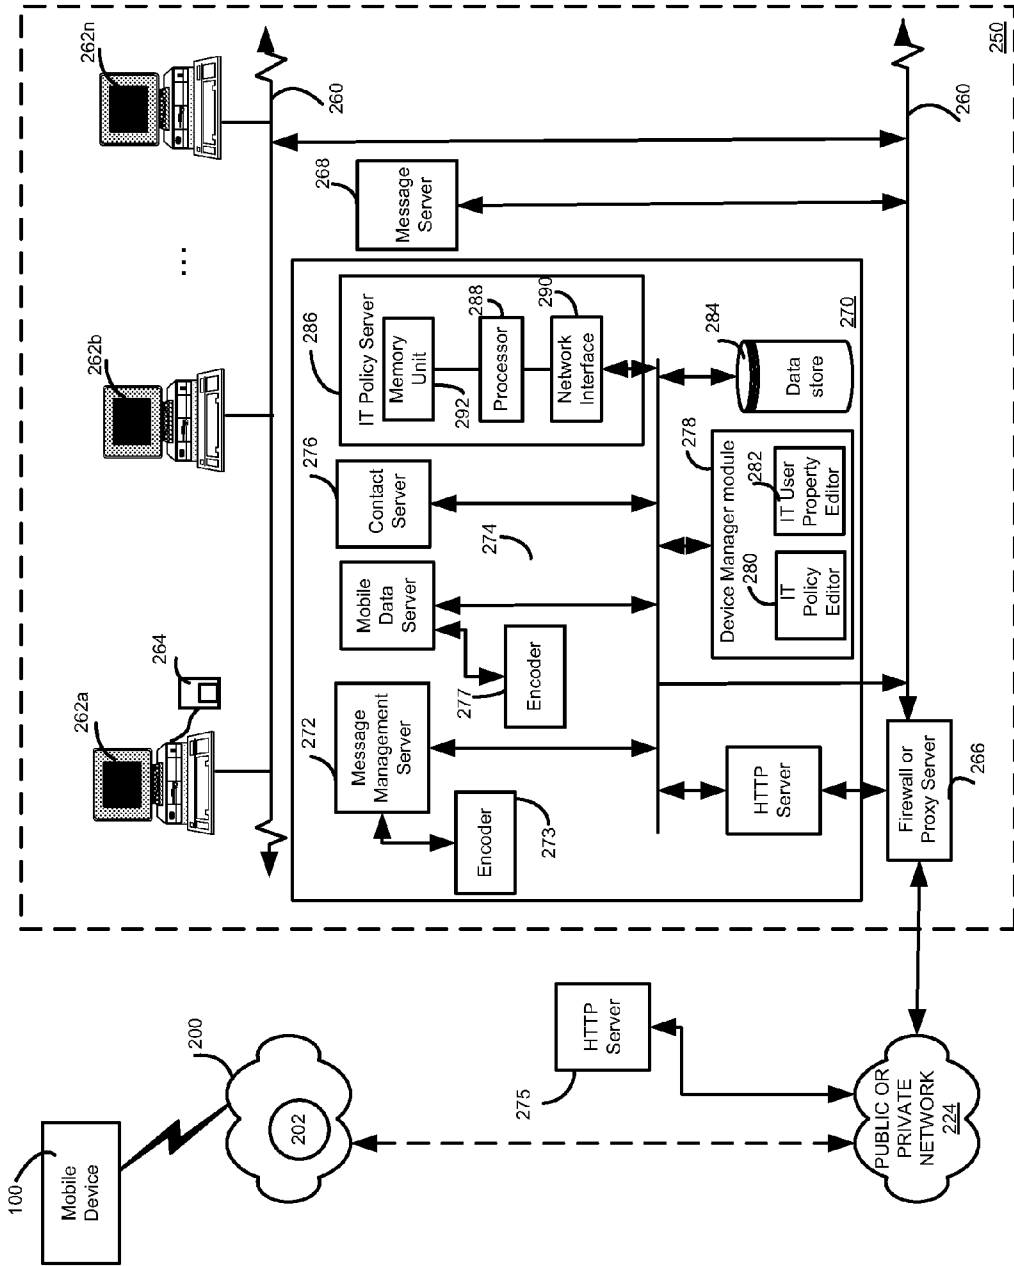 100
Mobile
Device
200
202
PUBLIC OR
PRIVATE
NETWORK
224
HTTP
Server
275
250
262a
264
262b
...
262n
260
260
Message
Server
268
Firewall or
Proxy Server
266
270
272
Message
Management
Server
Encoder
273
Mobile
Data
Server
Encoder
277
274
276
Contact
Server
286
IT Policy Server
Memory
Unit
292
Processor
288
Network
Interface
290
HTTP
Server
278
Device Manager module
280
IT
Policy
Editor
282
IT User
Property
Editor
284
Data
store